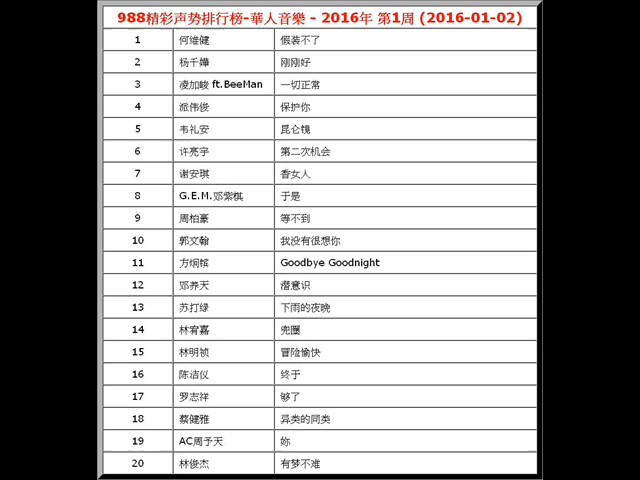 988精彩声势排行榜-華人音樂 - 2016年 第1周 (2016-01-02)
1 何维健 假装不了
2 杨千嬅 刚刚好
3 凌加峻 ft.BeeMan 一切正常
4 派伟俊 保护你
5 韦礼安 昆仑镜
6 许亮宇 第二次机会
7 谢安琪 香女人
8 G.E.M.邓紫棋 于是
9 周柏豪 等不到
10 郭文翰 我没有很想你
11 方炯镔 Goodbye Goodnight
12 邓养天 潜意识
13 苏打绿 下雨的夜晚
14 林宥嘉 兜圈
15 林明祯 冒险愉快
16 陈洁仪 终于
17 罗志祥 够了
18 蔡健雅 异类的同类
19 AC周予天 妳
20 林俊杰 有梦不难